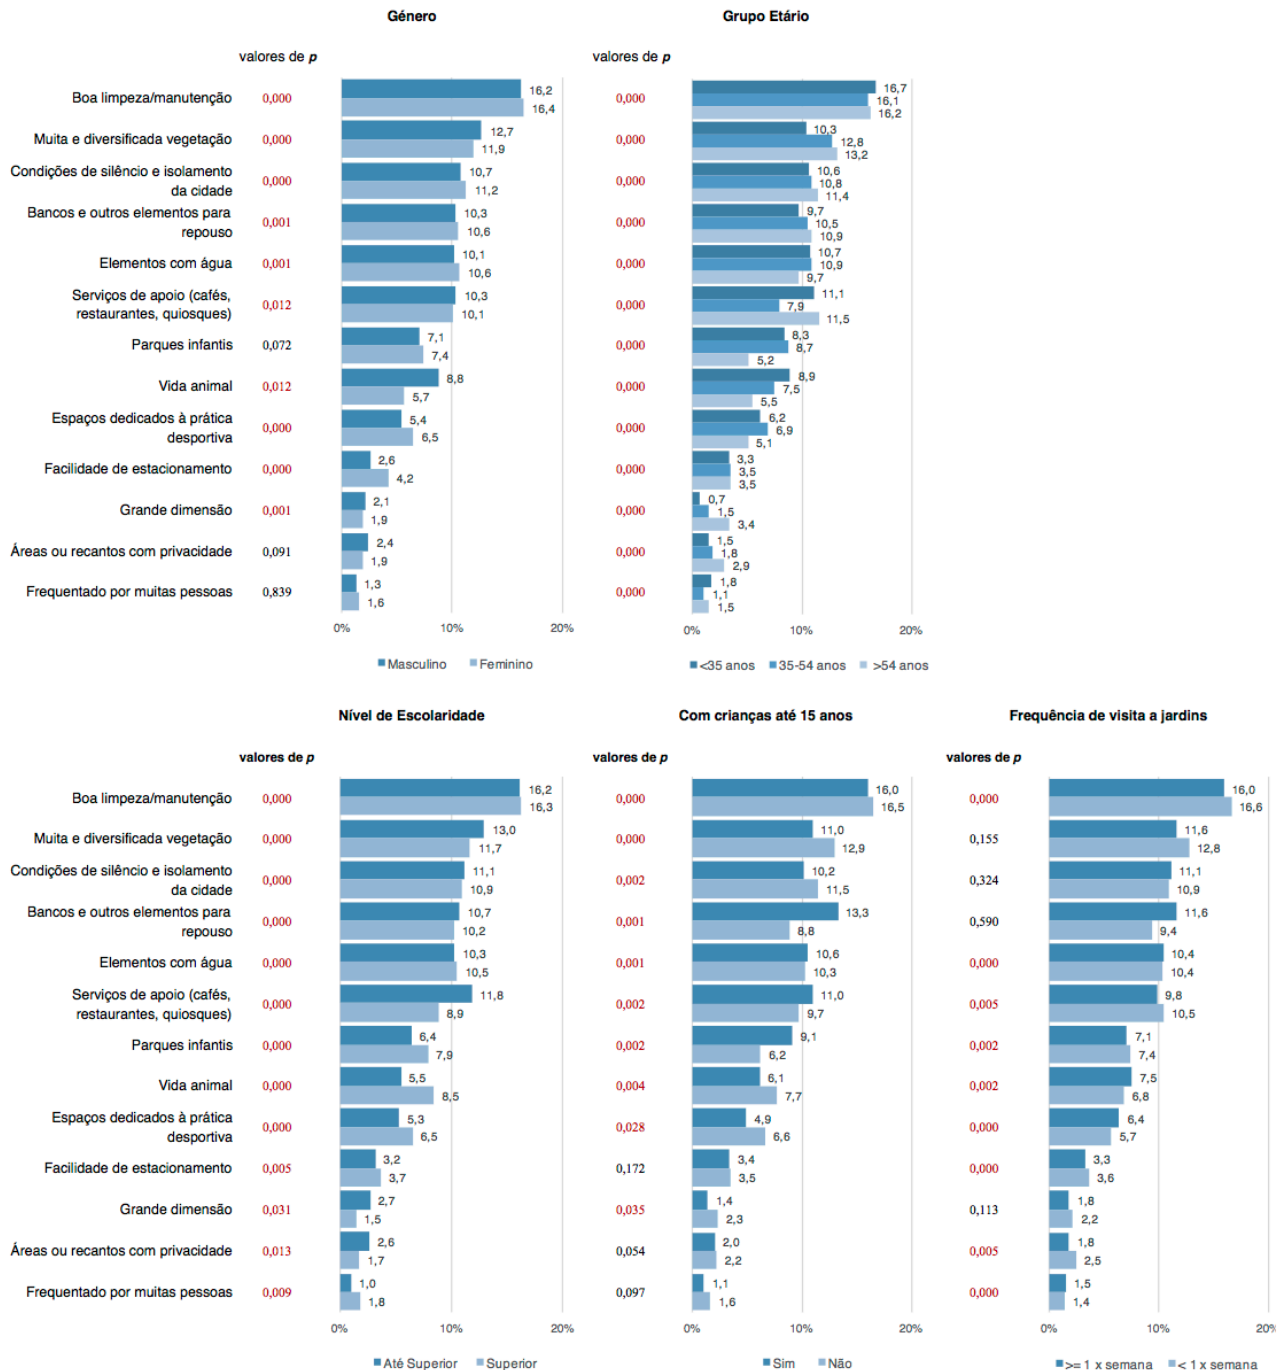 Género
Grupo Etário
valores de p
valores de p
Boa limpeza/manutenção 0,000 16,2 16,4 0,000 16,7 16,1 16,2
Muita e diversificada vegetação 0,000 12,7 11,9 0,000 10,3 12,8 13,2
Condições de silêncio e isolamento
da cidade 0,000 10,7 11,2 0,000 10,6 10,8 11,4
Bancos e outros elementos para
repouso 0,001 10,3 10,6 0,000 9,7 10,5 10,9
Elementos com água 0,001 10,1 10,6 0,000 10,7 10,9 9,7
Serviços de apoio (cafés,
restaurantes, quiosques) 0,012 10,3 10,1 0,000 11,1 7,9 11,5
Parques infantis 0,072 7,1 7,4 0,000 8,3 8,7 5,2
Vida animal 0,012 8,8 5,7 0,000 8,9 7,5 5,5
Espaços dedicados à prática
desportiva 0,000 5,4 6,5 0,000 6,2 6,9 5,1
Facilidade de estacionamento 0,000 2,6 4,2 0,000 3,3 3,5 3,5
Grande dimensão 0,001 2,1 1,9 0,000 0,7 1,5 3,4
Áreas ou recantos com privacidade 0,091 2,4 1,9 0,000 1,5 1,8 2,9
Frequentado por muitas pessoas 0,839 1,3 1,6 0,000 1,8 1,1 1,5
0% 10% 20% 0% 10% 20%
Masculino Feminino <35 anos 35-54 anos >54 anos
Nível de Escolaridade
Com crianças até 15 anos
Frequência de visita a jardins
valores de p
valores de p
valores de p
Boa limpeza/manutenção 0,000 16,2 16,3 0,000 16,0 16,5 0,000 16,0 16,6
Muita e diversificada vegetação 0,000 13,0 11,7 0,000 11,0 12,9 0,155 11,6 12,8
Condições de silêncio e isolamento
da cidade 0,000 11,1 10,9 0,002 10,2 11,5 0,324 11,1 10,9
Bancos e outros elementos para
repouso 0,000 10,7 10,2 0,001 13,3 8,8 0,590 11,6 9,4
Elementos com água 0,000 10,3 10,5 0,001 10,6 10,3 0,000 10,4 10,4
Serviços de apoio (cafés,
restaurantes, quiosques) 0,000 11,8 8,9 0,002 11,0 9,7 0,005 9,8 10,5
Parques infantis 0,000 6,4 7,9 0,002 9,1 6,2 0,002 7,1 7,4
Vida animal 0,000 5,5 8,5 0,004 6,1 7,7 0,002 7,5 6,8
Espaços dedicados à prática
desportiva 0,000 5,3 6,5 0,028 4,9 6,6 0,000 6,4 5,7
Facilidade de estacionamento 0,005 3,2 3,7 0,172 3,4 3,5 0,000 3,3 3,6
Grande dimensão 0,031 2,7 1,5 0,035 1,4 2,3 0,113 1,8 2,2
Áreas ou recantos com privacidade 0,013 2,6 1,7 0,054 2,0 2,2 0,005 1,8 2,5
Frequentado por muitas pessoas 0,009 1,0 1,8 0,097 1,1 1,6 0,000 1,5 1,4
0% 10% 20% 0% 10% 20% 0% 10% 20%
Até Superior Superior Sim Não >= 1 x semana < 1 x semana